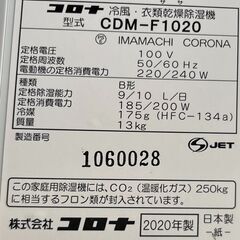 コロナ 冷風・衣類乾燥除湿機
型式 CDM-F1020
IMAMACHI CORONA
定格電圧 100 V
定格周波数 50/60 Hz
電動機の定格消費電力 220/240 W
種類 B形
除湿能力 9/10 L/日
定格消費電力 185/200 W
冷媒 175g (HFC-134a)
質量 13kg
製造番号
1060028
JET
この家庭用除湿機には、CO₂(温暖化ガス)250kg
に相当するフロン類が封入されています。
株式会社 コロナ 2020年製 日本製
-紙-